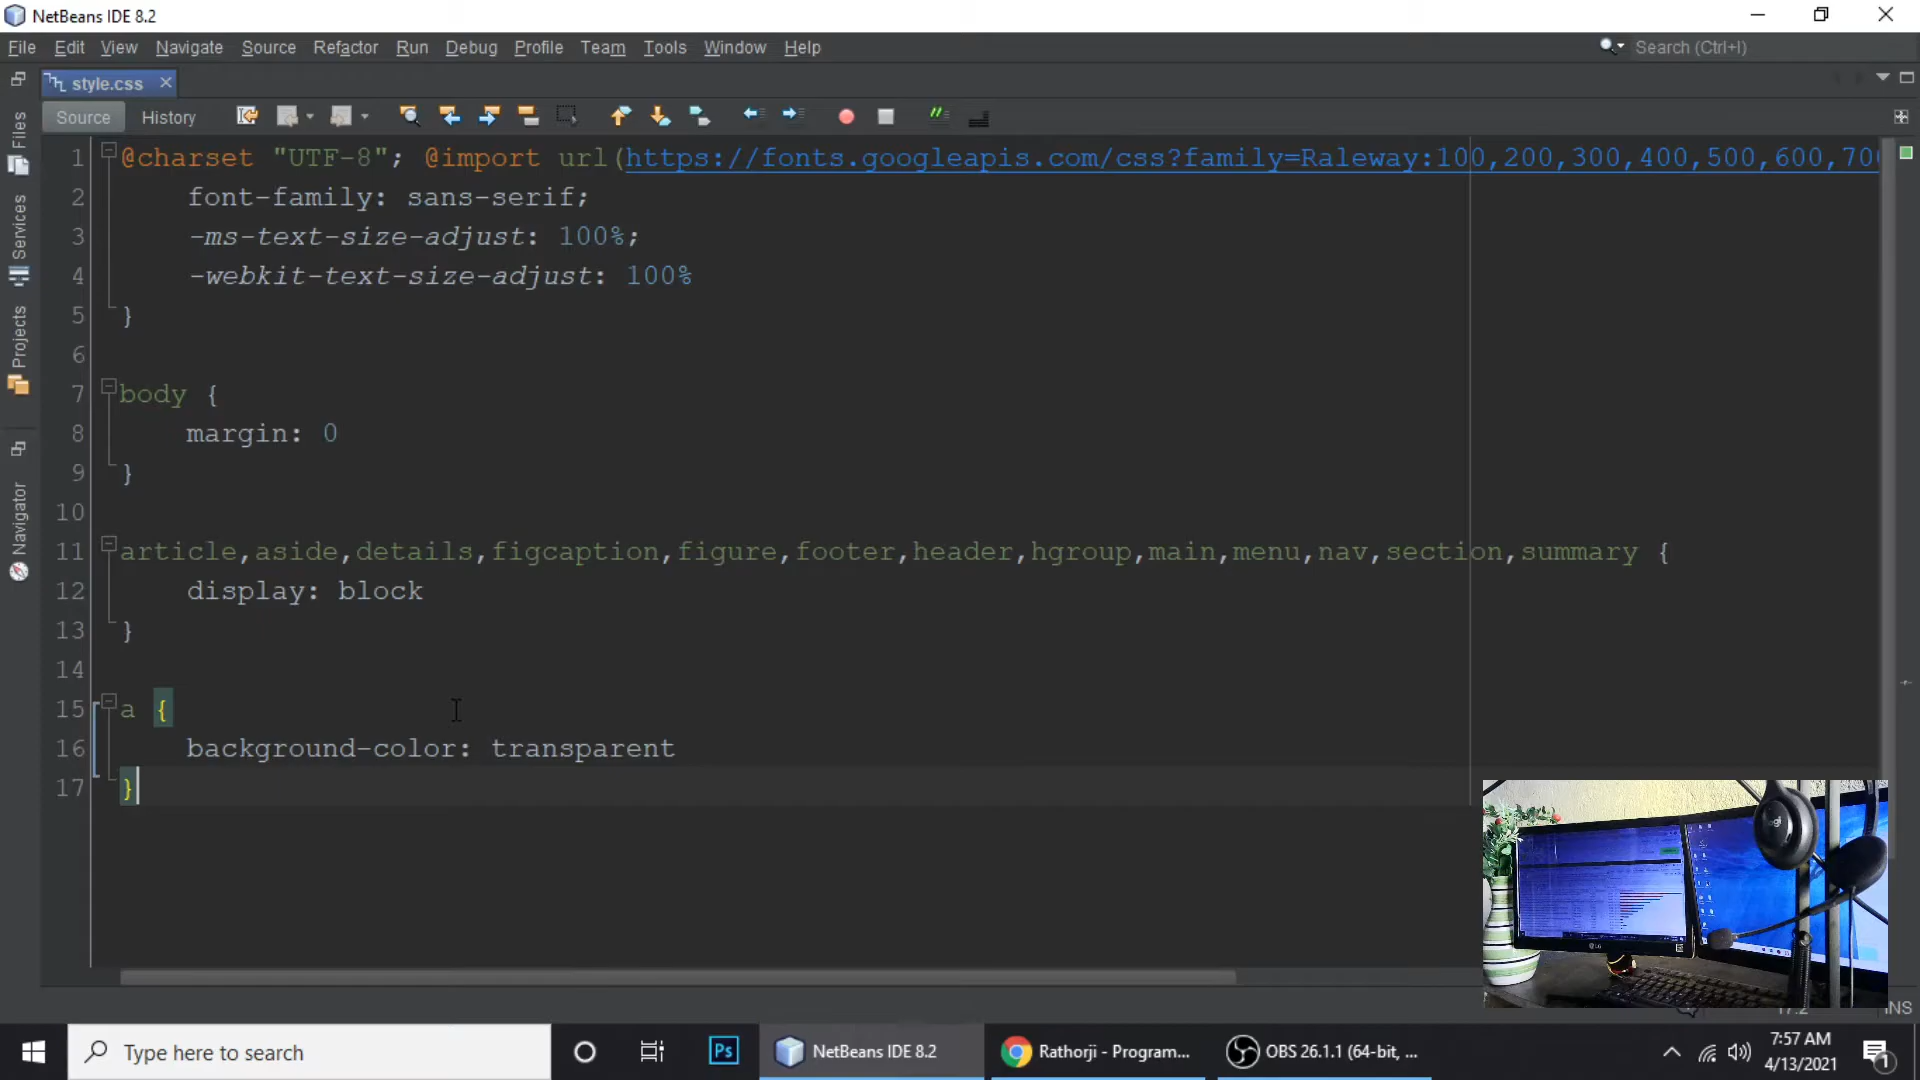 NetBeans IDE 8.2
File Edit View Navigate Source Refactor Run Debug Profile Team Tools Window Help
Search (Ctrl+I)
style.css
Source History
Files
Services
Projects
Navigator
1 @charset "UTF-8"; @import url(https://fonts.googleapis.com/css?family=Raleway:100,200,300,400,500,600,70
2 font-family: sans-serif;
3 -ms-text-size-adjust: 100%;
4 -webkit-text-size-adjust: 100%
5 }
6
7 body {
8 margin: 0
9 }
10
11 article,aside,details,figcaption,figure,footer,header,hgroup,main,menu,nav,section,summary {
12 display: block
13 }
14
15 a {
16 background-color: transparent
17 }
LG
logi
17:2 INS
Type here to search
Ps
NetBeans IDE 8.2
Rathorji - Program...
OBS 26.1.1 (64-bit, ...
7:57 AM
4/13/2021
1